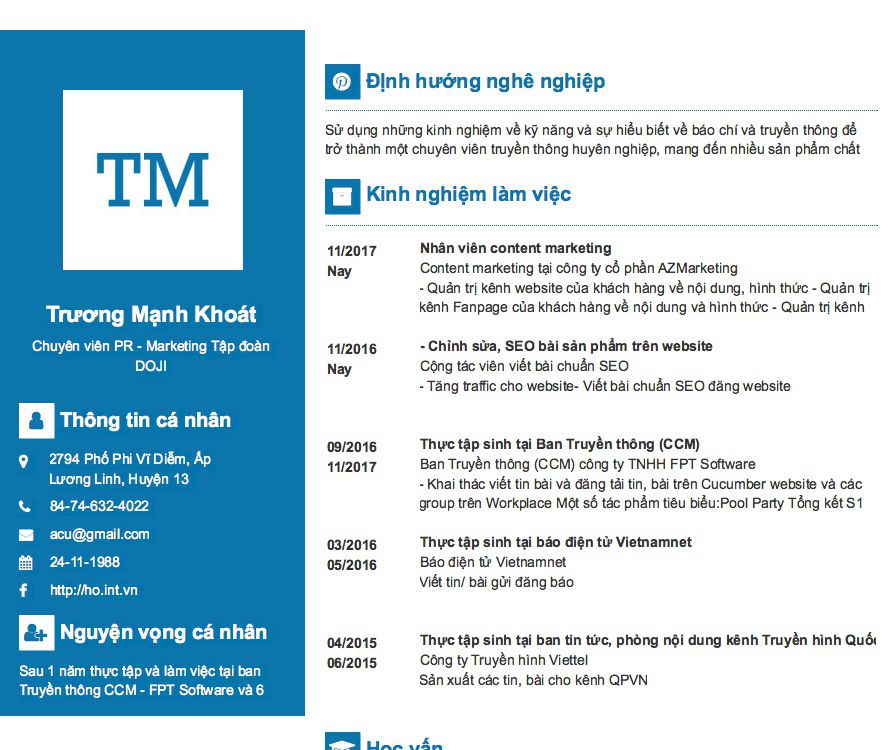 TM
Trương Mạnh Khoát
Chuyên viên PR - Marketing Tập đoàn
DOJI
Thông tin cá nhân
2794 Phố Phi Vĩ Diễm, Ấp
Lương Linh, Huyện 13
84-74-632-4022
acu@gmail.com
24-11-1988
http://ho.int.vn
Nguyện vọng cá nhân
Sau 1 năm thực tập và làm việc tại ban
Truyền thông CCM - FPT Software và 6
Định hướng nghê nghiệp
Sử dụng những kinh nghiệm về kỹ năng và sự hiểu biết về báo chí và truyền thông để
trở thành một chuyên viên truyền thông huyên nghiệp, mang đến nhiều sản phẩm chất
Kinh nghiệm làm việc
11/2017
Nay
Nhân viên content marketing
Content marketing tại công ty cổ phần AZMarketing
- Quản trị kênh website của khách hàng về nội dung, hình thức - Quản trị
kênh Fanpage của khách hàng về nội dung và hình thức - Quản trị kênh
11/2016
Nay
- Chỉnh sửa, SEO bài sản phẩm trên website
Cộng tác viên viết bài chuẩn SEO
- Tăng traffic cho website- Viết bài chuẩn SEO đăng website
09/2016
11/2017
Thực tập sinh tại Ban Truyền thông (CCM)
Ban Truyền thông (CCM) công ty TNHH FPT Software
- Khai thác viết tin bài và đăng tải tin, bài trên Cucumber website và các
group trên Workplace Một số tác phẩm tiêu biểu:Pool Party Tổng kết S1
03/2016
05/2016
Thực tập sinh tại báo điện tử Vietnamnet
Báo điện tử Vietnamnet
Viết tin/ bài gửi đăng báo
04/2015
06/2015
Thực tập sinh tại ban tin tức, phòng nội dung kênh Truyền hình Quốc
Công ty Truyền hình Viettel
Sản xuất các tin, bài cho kênh QPVN
Học vấn